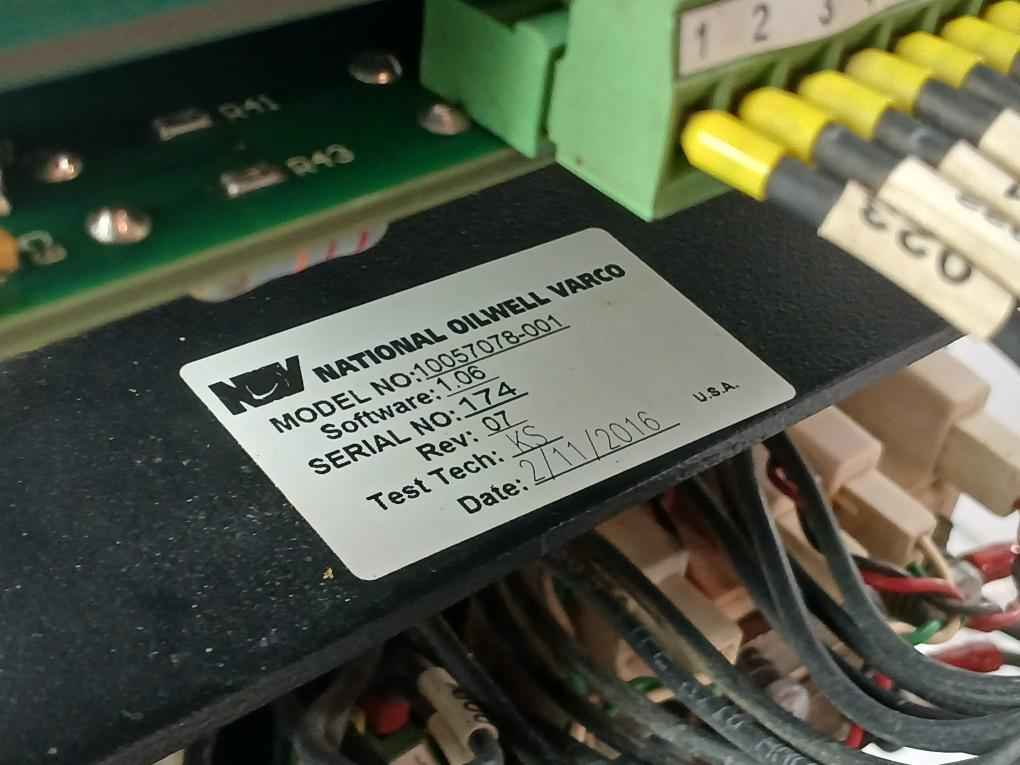 R41
R43
1 2 3
023
NOV NATIONAL OILWELL VARCO
MODEL NO:10057078-001
Software:1.06
SERIAL NO:174
Rev: 07
Test Tech: KS
Date: 2/11/2016
U.S.A.